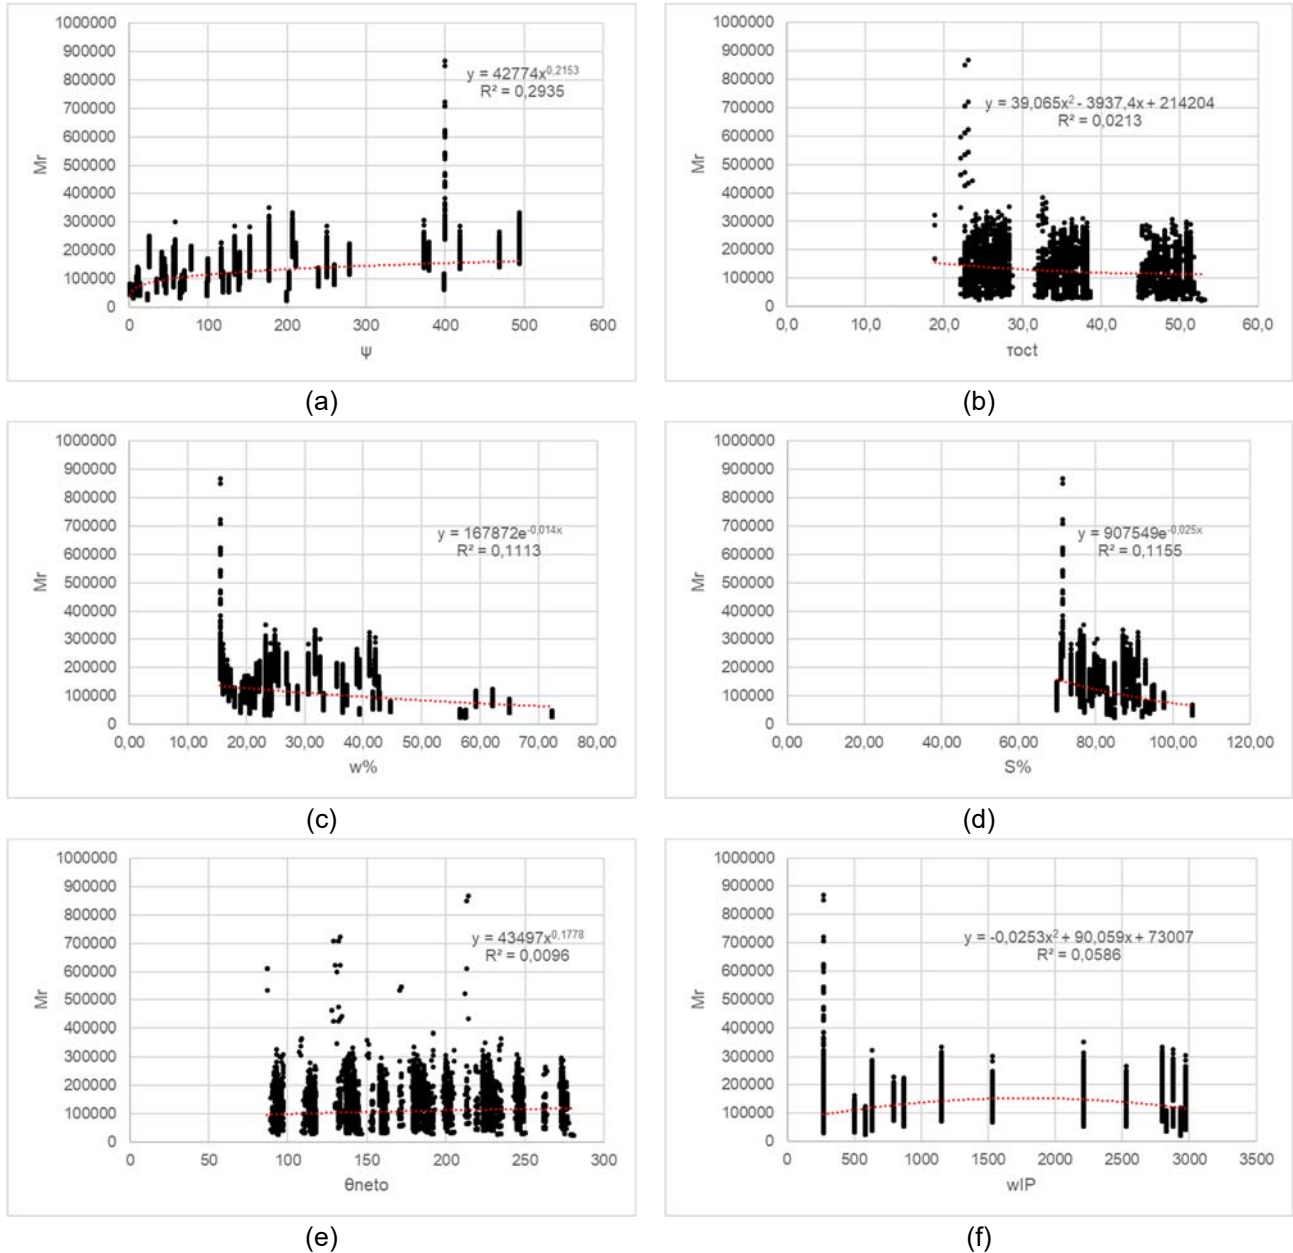 1000000
900000
800000
700000
600000
500000
400000
300000
200000
100000
0
Mr
y = 42774x^0,2153
R² = 0,2935
0 100 200 300 400 500 600
ψ
(a)
1000000
900000
800000
700000
600000
500000
400000
300000
200000
100000
0
Mr
y = 39,065x² - 3937,4x + 214204
R² = 0,0213
0,0 10,0 20,0 30,0 40,0 50,0 60,0
τoct
(b)
1000000
900000
800000
700000
600000
500000
400000
300000
200000
100000
0
Mr
y = 167872e^-0,014x
R² = 0,1113
0,00 10,00 20,00 30,00 40,00 50,00 60,00 70,00 80,00
w%
(c)
1000000
900000
800000
700000
600000
500000
400000
300000
200000
100000
0
Mr
y = 907549e^-0,025x
R² = 0,1155
0,00 20,00 40,00 60,00 80,00 100,00 120,00
S%
(d)
1000000
900000
800000
700000
600000
500000
400000
300000
200000
100000
0
Mr
y = 43497x^0,1778
R² = 0,0096
0 50 100 150 200 250 300
θneto
(e)
1000000
900000
800000
700000
600000
500000
400000
300000
200000
100000
0
Mr
y = -0,0253x² + 90,059x + 73007
R² = 0,0586
0 500 1000 1500 2000 2500 3000 3500
wIP
(f)